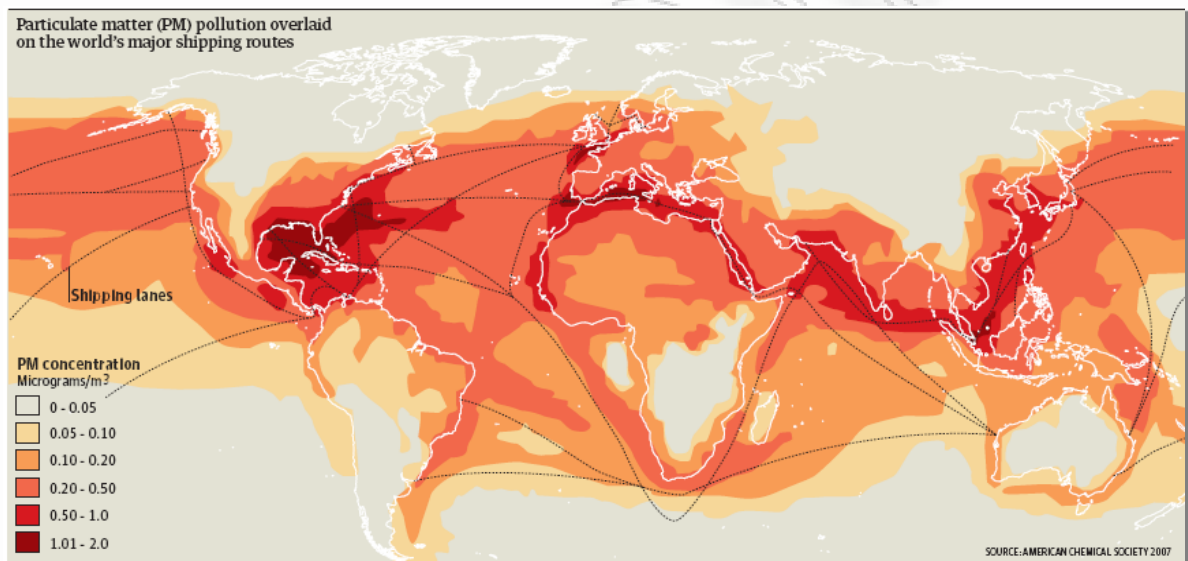 Particulate matter (PM) pollution overlaid
on the world's major shipping routes
Shipping lanes
PM concentration
Micrograms/m³
0 - 0.05
0.05 - 0.10
0.10 - 0.20
0.20 - 0.50
0.50 - 1.0
1.01 - 2.0
SOURCE: AMERICAN CHEMICAL SOCIETY 2007